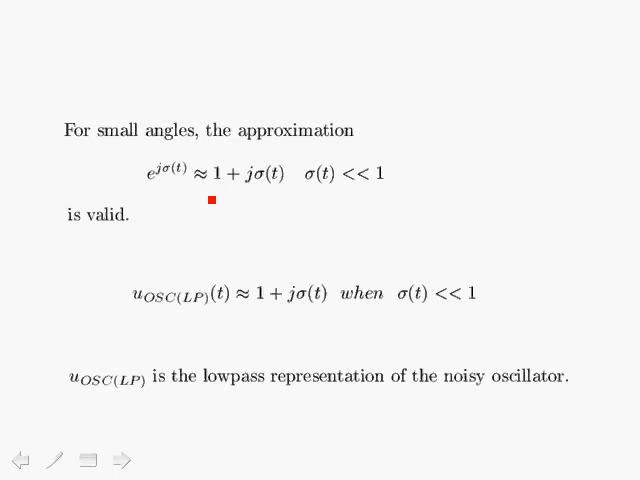 For small angles, the approximation
e^{jσ(t)} ≈ 1 + jσ(t) σ(t) << 1
is valid.
u_{OSC(LP)}(t) ≈ 1 + jσ(t) when σ(t) << 1
u_{OSC(LP)} is the lowpass representation of the noisy oscillator.